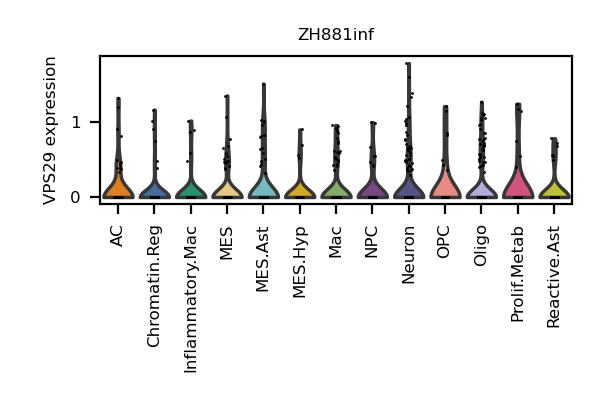 ZH881inf
VPS29 expression
1
0
AC
Chromatin.Reg
Inflammatory.Mac
MES
MES.Ast
MES.Hyp
Mac
NPC
Neuron
OPC
Oligo
Prolif.Metab
Reactive.Ast